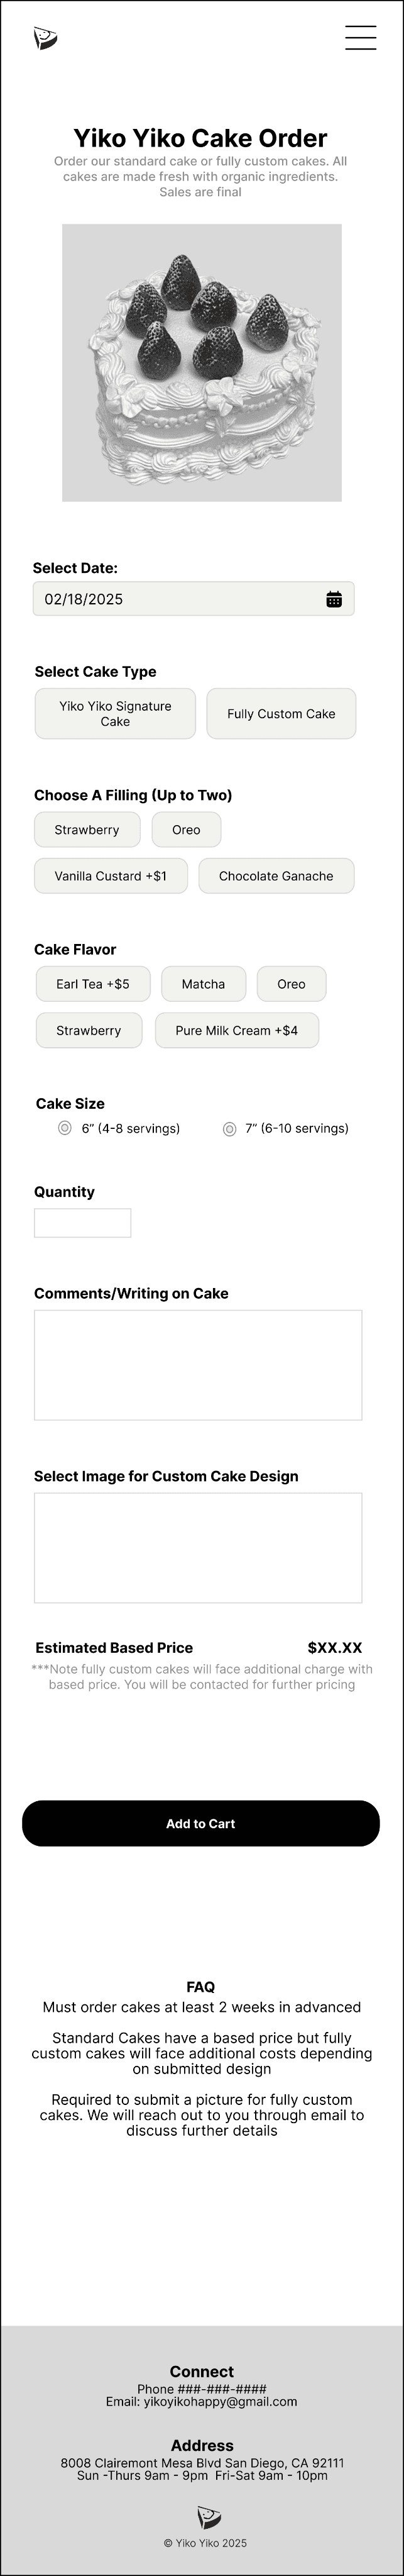 Yiko Yiko Cake Order
Order our standard cake or fully custom cakes. All
cakes are made fresh with organic ingredients.
Sales are final
Select Date:
02/18/2025
Select Cake Type
Yiko Yiko Signature
Cake
Fully Custom Cake
Choose A Filling (Up to Two)
Strawberry
Oreo
Vanilla Custard +$1
Chocolate Ganache
Cake Flavor
Earl Tea +$5
Matcha
Oreo
Strawberry
Pure Milk Cream +$4
Cake Size
6” (4-8 servings)
7” (6-10 servings)
Quantity
Comments/Writing on Cake
Select Image for Custom Cake Design
Estimated Based Price
$XX.XX
***Note fully custom cakes will face additional charge with
based price. You will be contacted for further pricing
Add to Cart
FAQ
Must order cakes at least 2 weeks in advanced
Standard Cakes have a based price but fully
custom cakes will face additional costs depending
on submitted design
Required to submit a picture for fully custom
cakes. We will reach out to you through email to
discuss further details
Connect
Phone ###-###-####
Email: yikoyikohappy@gmail.com
Address
8008 Clairemont Mesa Blvd San Diego, CA 92111
Sun -Thurs 9am - 9pm  Fri-Sat 9am - 10pm
© Yiko Yiko 2025